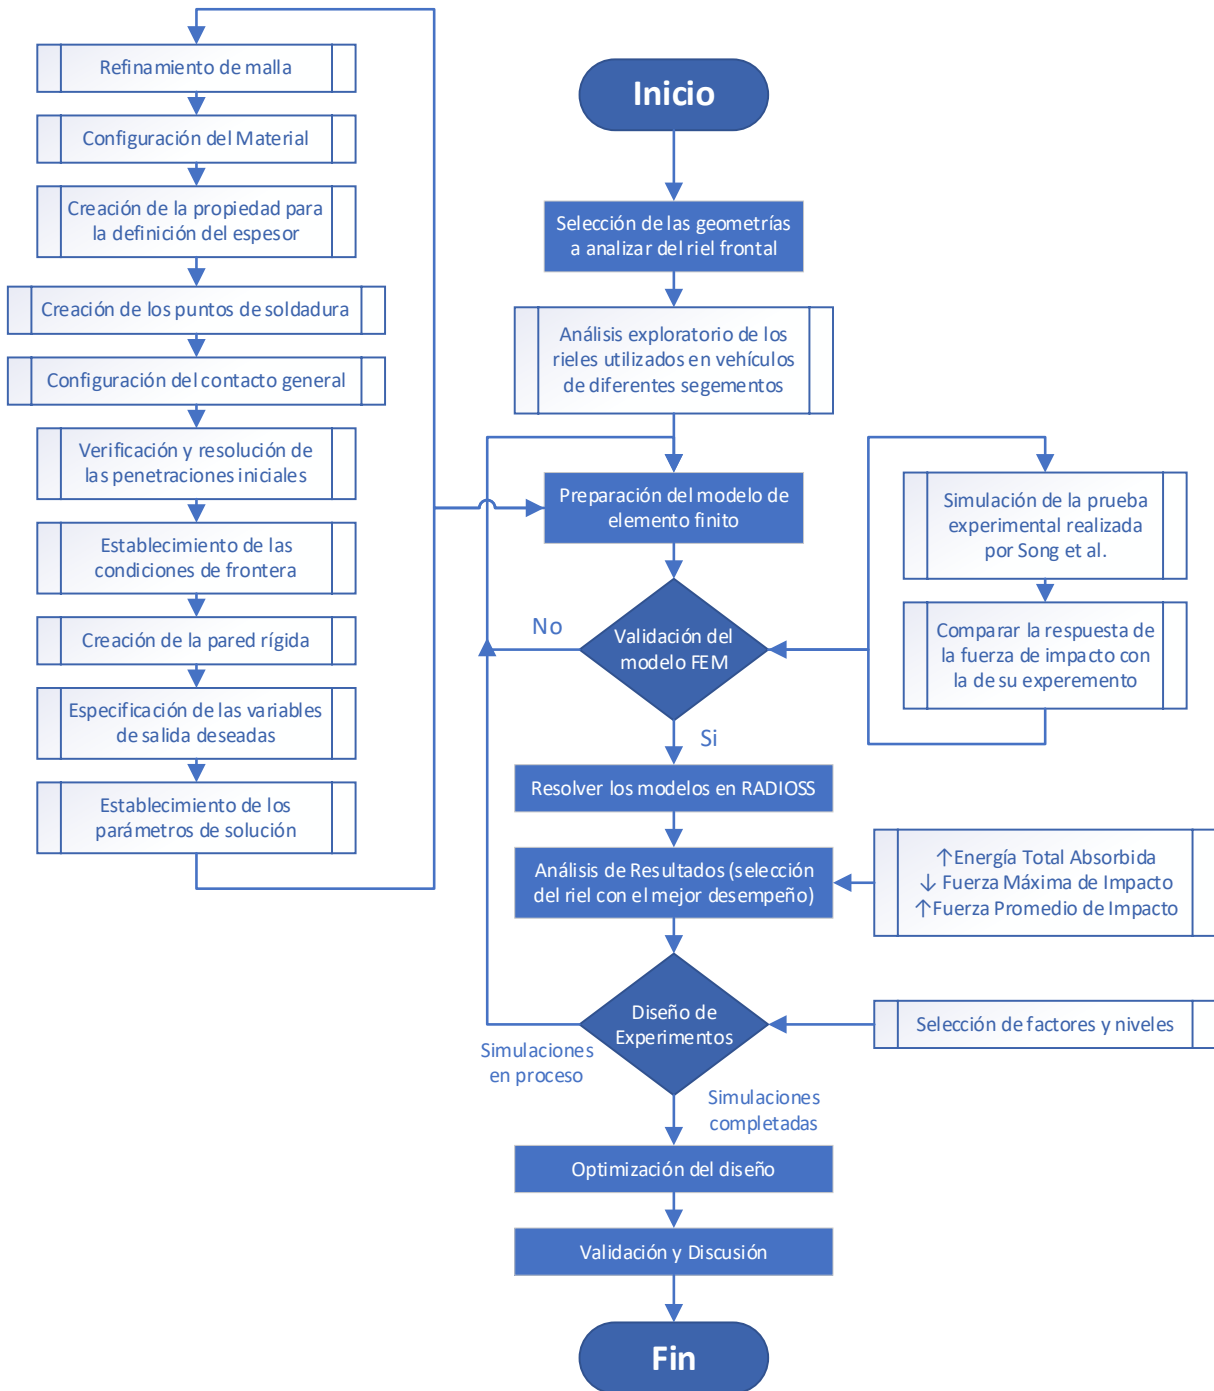 Inicio
Selección de las geometrías
a analizar del riel frontal
Análisis exploratorio de los
rieles utilizados en vehículos
de diferentes segementos
Preparación del modelo de
elemento finito
Refinamiento de malla
Configuración del Material
Creación de la propiedad para
la definición del espesor
Creación de los puntos de soldadura
Configuración del contacto general
Verificación y resolución de
las penetraciones iniciales
Establecimiento de las
condiciones de frontera
Creación de la pared rígida
Especificación de las variables
de salida deseadas
Establecimiento de los
parámetros de solución
Validación del
modelo FEM
No
Si
Simulación de la prueba
experimental realizada
por Song et al.
Comparar la respuesta de
la fuerza de impacto con
la de su experemento
Resolver los modelos en RADIOSS
Análisis de Resultados (selección
del riel con el mejor desempeño)
↑Energía Total Absorbida
↓ Fuerza Máxima de Impacto
↑Fuerza Promedio de Impacto
Diseño de
Experimentos
Selección de factores y niveles
Simulaciones
en proceso
Simulaciones
completadas
Optimización del diseño
Validación y Discusión
Fin